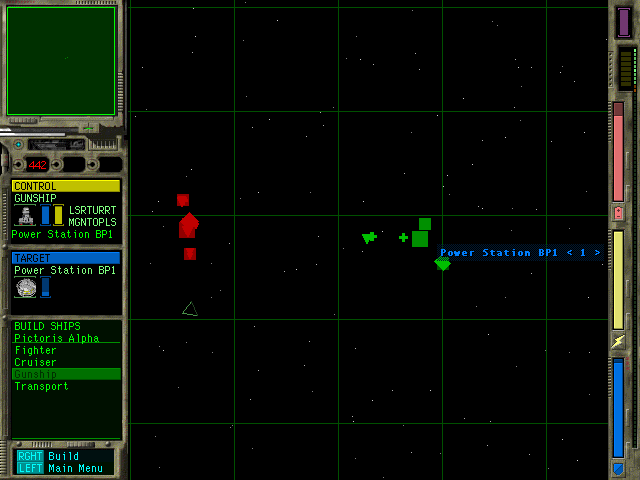 442
CONTROL
GUNSHIP
LSRTURRT
MGNTOPLS
Power Station BP1
TARGET
Power Station BP1
BUILD SHIPS
Pictoris Alpha
Fighter
Cruiser
Gunship
Transport
RGHT Build
LEFT Main Menu
Power Station BP1 < 1 >